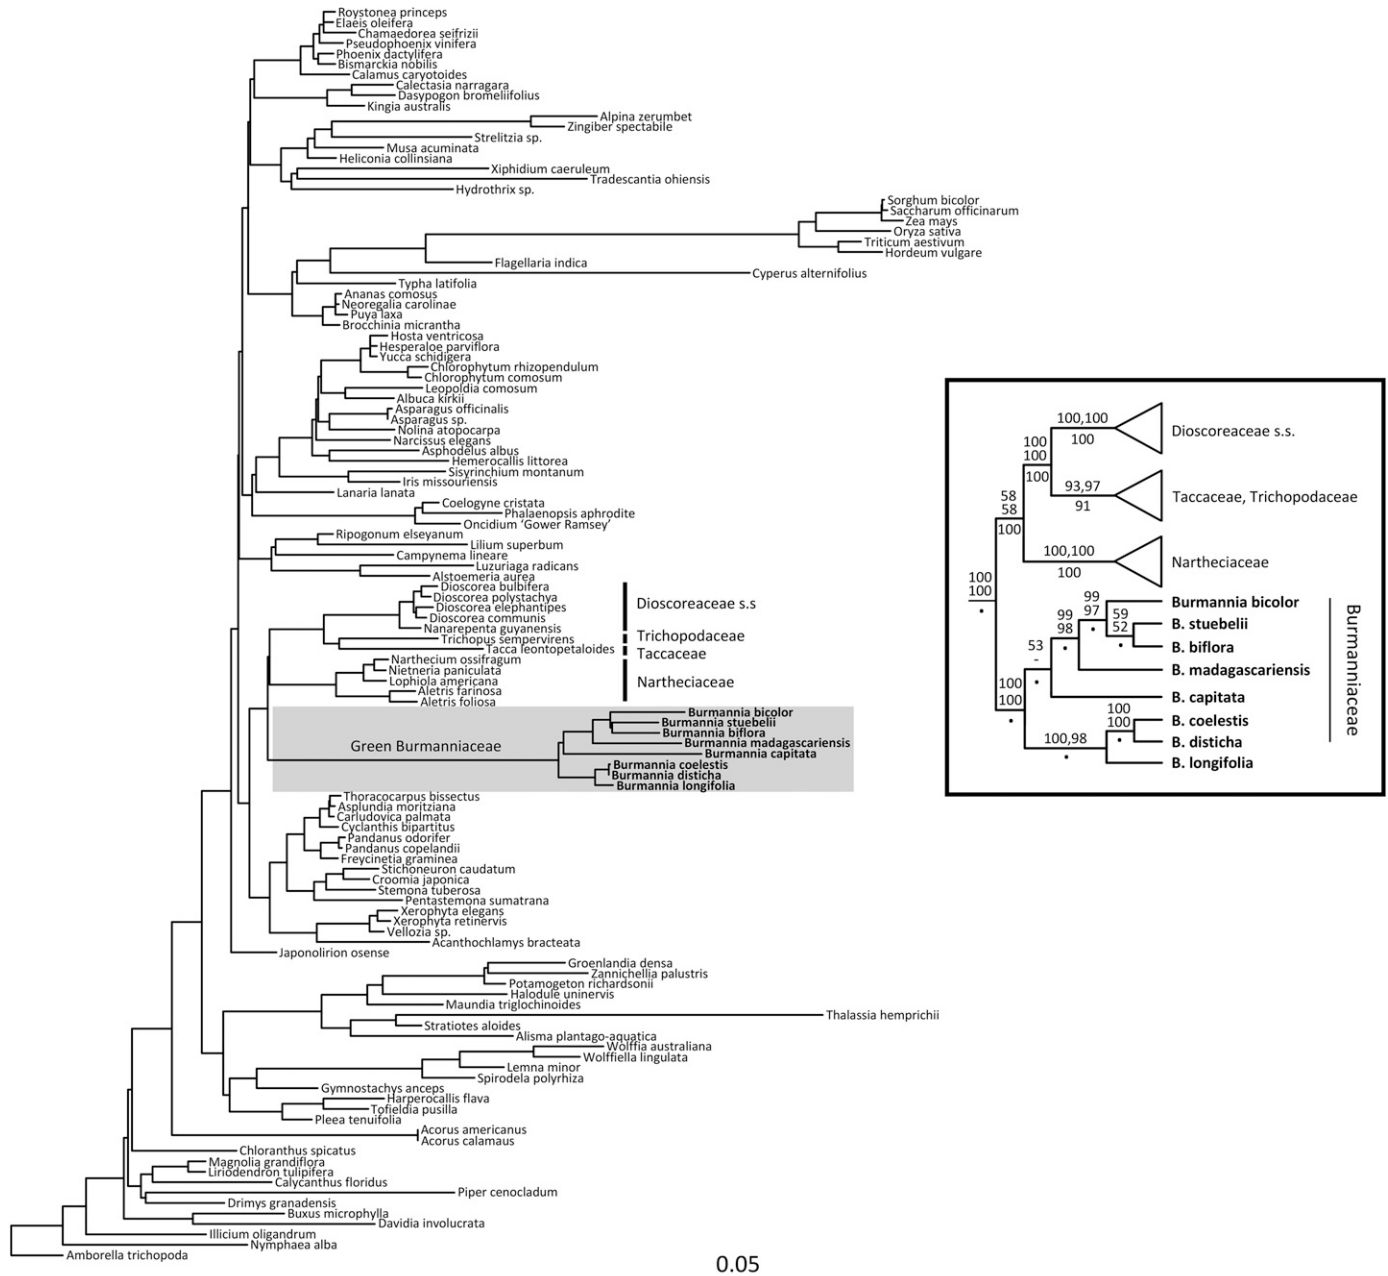 Roystonea princeps
Elaeis oleifera
Chamaedorea seifrizii
Pseudophoenix vinifera
Phoenix dactylifera
Bismarckia nobilis
Calamus caryotoides
Calectasia narragara
Dasypogon bromeliifolius
Kingia australis
Alpina zerumbet
Zingiber spectabile
Strelitzia sp.
Musa acuminata
Heliconia collinsiana
Xiphidium caeruleum
Tradescantia ohiensis
Hydrothrix sp.
Sorghum bicolor
Saccharum officinarum
Zea mays
Oryza sativa
Triticum aestivum
Hordeum vulgare
Flagellaria indica
Cyperus alternifolius
Typha latifolia
Ananas comosus
Neoregalia carolinae
Puya laxa
Brocchinia micrantha
Hosta ventricosa
Hesperaloe parviflora
Yucca schidigera
Chlorophytum rhizopendulum
Chlorophytum comosum
Leopoldia comosum
Albuca kirkii
Asparagus officinalis
Asparagus sp.
Nolina atopocarpa
Narcissus elegans
Asphodelus albus
Hemerocallis littorea
Sisyrinchium montanum
Iris missouriensis
Lanaria lanata
Coelogyne cristata
Phalaenopsis aphrodite
Oncidium ‘Gower Ramsey’
Ripogonum elseyanum
Lilium superbum
Campynema lineare
Luzuriaga radicans
Alstoemeria aurea
Dioscorea bulbifera
Dioscorea polystachya
Dioscorea elephantipes
Dioscorea communis
Nanarepenta guyanensis
Trichopus sempervirens
Tacca leontopetaloides
Narthecium ossifragum
Nietneria paniculata
Lophiola americana
Aletris farinosa
Aletris foliosa
Dioscoreaceae s.s
Trichopodaceae
Taccaceae
Nartheciaceae
Green Burmanniaceae
Burmannia bicolor
Burmannia stuebelii
Burmannia biflora
Burmannia madagascariensis
Burmannia capitata
Burmannia coelestis
Burmannia disticha
Burmannia longifolia
Thoracocarpus bissectus
Asplundia moritziana
Carludovica palmata
Cyclanthis bipartitus
Pandanus odorifer
Pandanus copelandii
Freycinetia graminea
Stichoneuron caudatum
Croomia japonica
Stemona tuberosa
Pentastemona sumatrana
Xerophyta elegans
Xerophyta retinervis
Vellozia sp.
Acanthochlamys bracteata
Japonolirion osense
Groenlandia densa
Zannichellia palustris
Potamogeton richardsonii
Halodule uninervis
Maundia triglochinoides
Thalassia hemprichii
Stratiotes aloides
Alisma plantago-aquatica
Wolffia australiana
Wolffiella lingulata
Lemna minor
Spirodela polyrhiza
Gymnostachys anceps
Harperocallis flava
Tofieldia pusilla
Pleea tenuifolia
Acorus americanus
Acorus calamaus
Chloranthus spicatus
Magnolia grandiflora
Liriodendron tulipifera
Calycanthus floridus
Piper cenocladum
Drimys granadensis
Buxus microphylla
Davidia involucrata
Illicium oligandrum
Nymphaea alba
Amborella trichopoda
0.05
100,100
100
Dioscoreaceae s.s.
100
100
100
93,97
91
Taccaceae, Trichopodaceae
58
58
100
100,100
100
Nartheciaceae
100
100
99
97
59
52
99
98
53
-
100
100
100
100
100,98
Burmannia bicolor
B. stuebelii
B. biflora
B. madagascariensis
B. capitata
B. coelestis
B. disticha
B. longifolia
Burmanniaceae